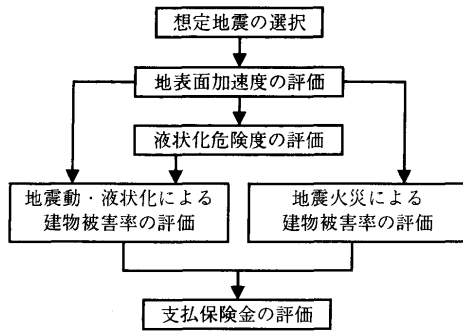 想定地震の選択
地表面加速度の評価
液状化危険度の評価
地震動・液状化による
建物被害率の評価
地震火災による
建物被害率の評価
支払保険金の評価